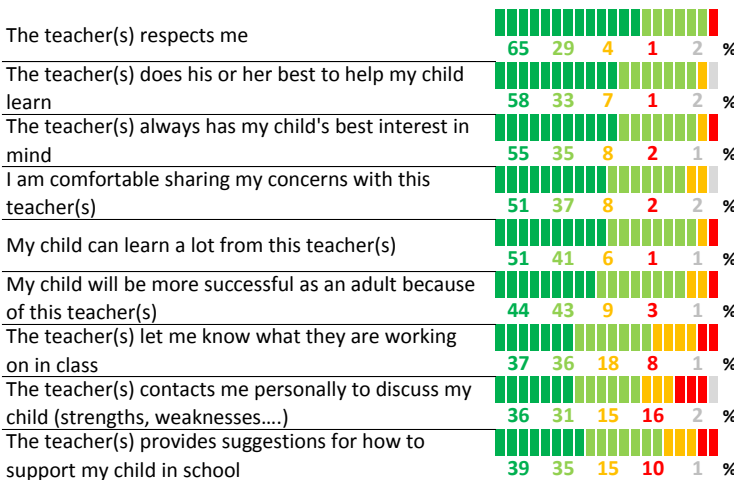 The teacher(s) respects me
65 29 4 1 2 %
The teacher(s) does his or her best to help my child
learn
58 33 7 1 2 %
The teacher(s) always has my child's best interest in
mind
55 35 8 2 1 %
I am comfortable sharing my concerns with this
teacher(s)
51 37 8 2 2 %
My child can learn a lot from this teacher(s)
51 41 6 1 1 %
My child will be more successful as an adult because
of this teacher(s)
44 43 9 3 1 %
The teacher(s) let me know what they are working
on in class
37 36 18 8 1 %
The teacher(s) contacts me personally to discuss my
child (strengths, weaknesses....)
36 31 15 16 2 %
The teacher(s) provides suggestions for how to
support my child in school
39 35 15 10 1 %